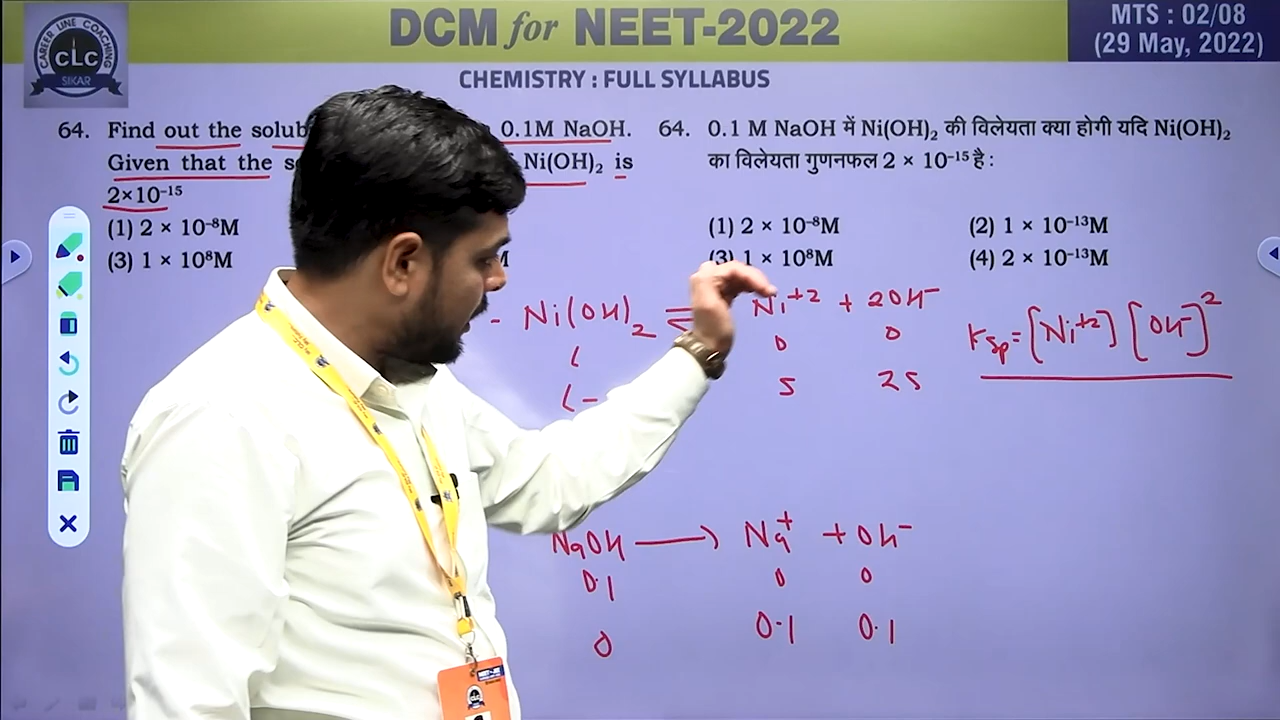 DCM for NEET-2022
MTS : 02/08
(29 May, 2022)
CAREER LINE COACHING
CLC
SIKAR
CHEMISTRY : FULL SYLLABUS
64. Find out the 0.1M NaOH.
Given that the Ni(OH)₂ is
2×10⁻¹⁵
(1) 2 × 10⁻⁸M
(3) 1 × 10⁸M
64. 0.1 M NaOH में Ni(OH)₂ की विलेयता क्या होगी यदि Ni(OH)₂
का विलेयता गुणनफल 2 × 10⁻¹⁵ है :
(1) 2 × 10⁻⁸M (2) 1 × 10⁻¹³M
(3) 1 × 10⁸M (4) 2 × 10⁻¹³M
Ni(OH)₂ ⇌ Ni⁺² + 2OH⁻
0 0
S 2S
Ksp = [Ni⁺²] [OH⁻]²
NaOH → Na⁺ + OH⁻
0.1 0 0
0 0.1 0.1